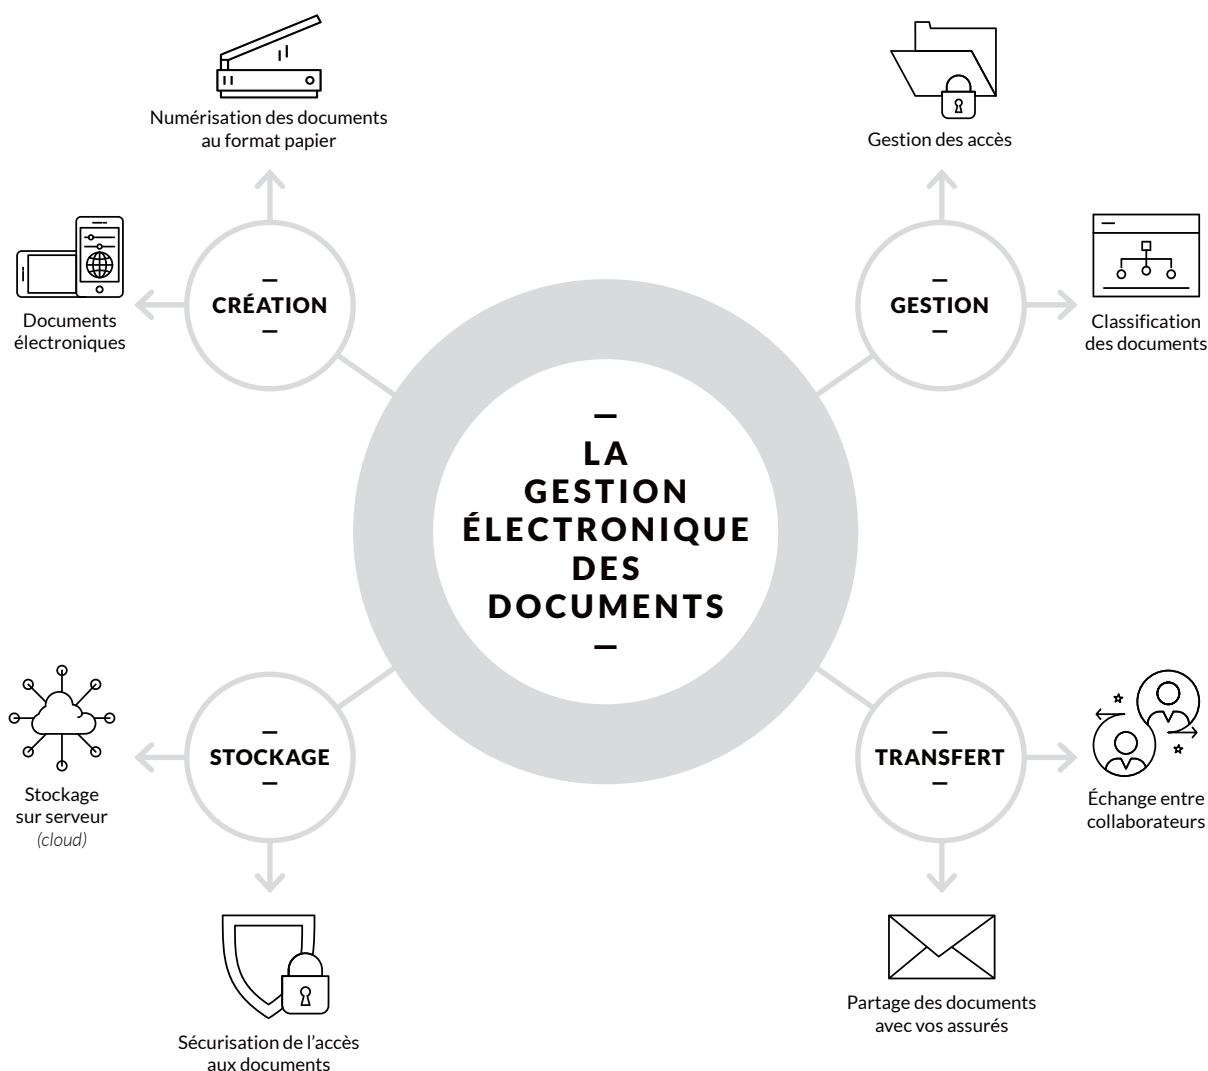 Numérisation des documents
au format papier
Gestion des accès
Documents
électroniques
CRÉATION
GESTION
Classification
des documents
LA
GESTION
ÉLECTRONIQUE
DES
DOCUMENTS
Stockage
sur serveur
(cloud)
STOCKAGE
TRANSFERT
Échange entre
collaborateurs
Sécurisation de l’accès
aux documents
Partage des documents
avec vos assurés